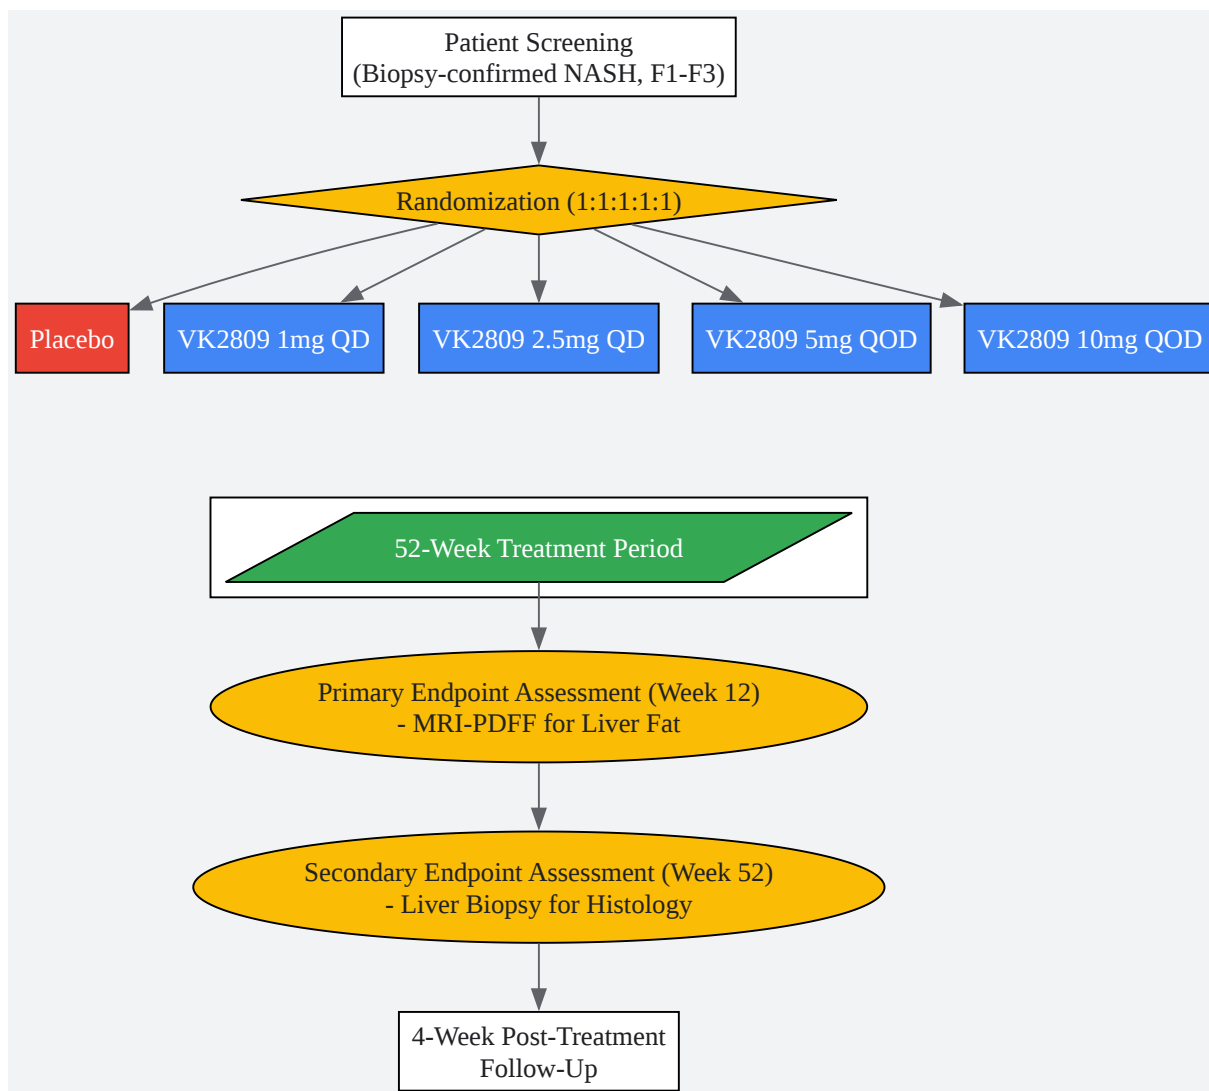 Patient Screening
(Biopsy-confirmed NASH, F1-F3)
Randomization (1:1:1:1:1)
Placebo
VK2809 1mg QD
VK2809 2.5mg QD
VK2809 5mg QOD
VK2809 10mg QOD
52-Week Treatment Period
Primary Endpoint Assessment (Week 12)
- MRI-PDFF for Liver Fat
Secondary Endpoint Assessment (Week 52)
- Liver Biopsy for Histology
4-Week Post-Treatment
Follow-Up